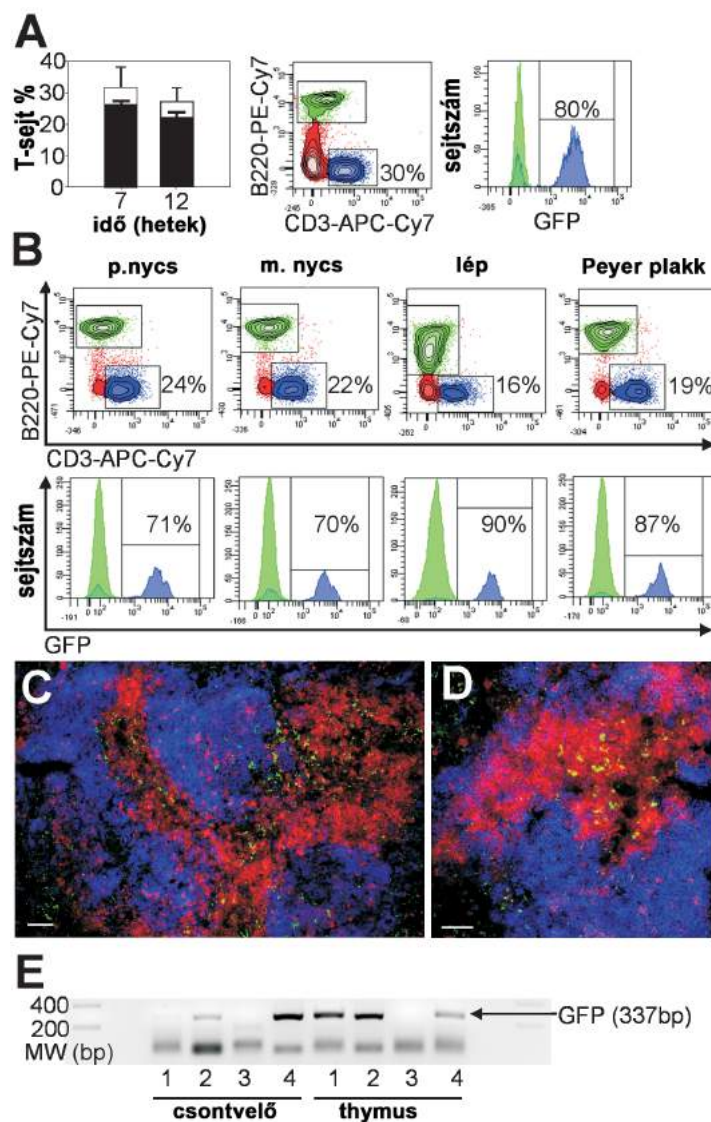 A
T-sejt %
40
30
20
10
0
7 12
idő (hetek)
B220-PE-Cy7
30%
CD3-APC-Cy7
sejtszám
80%
GFP
B
p.nycs m. nycs lép Peyer plakk
B220-PE-Cy7
24% 22% 16% 19%
CD3-APC-Cy7
sejtszám
71% 70% 90% 87%
GFP
C D
E
400
200
MW (bp)
GFP (337bp)
1 2 3 4 1 2 3 4
csontvelő thymus